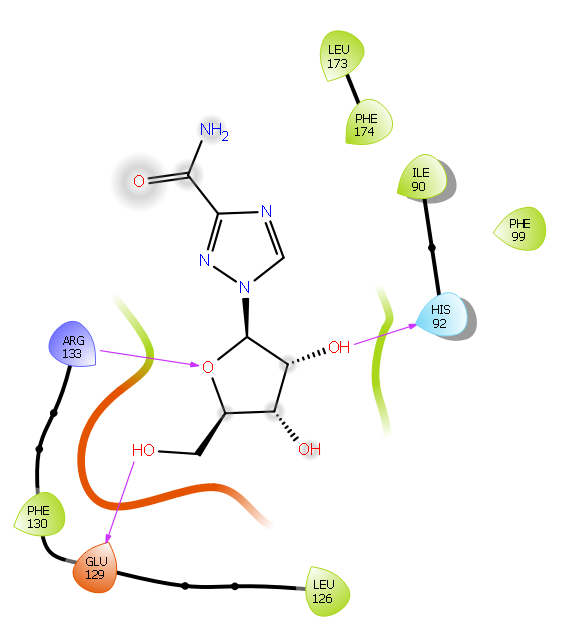 LEU
173
PHE
174
NH2
O
ILE
90
N
PHE
99
N
N
HIS
92
ARG
133
OH
O
HO
OH
PHE
130
GLU
129
LEU
126